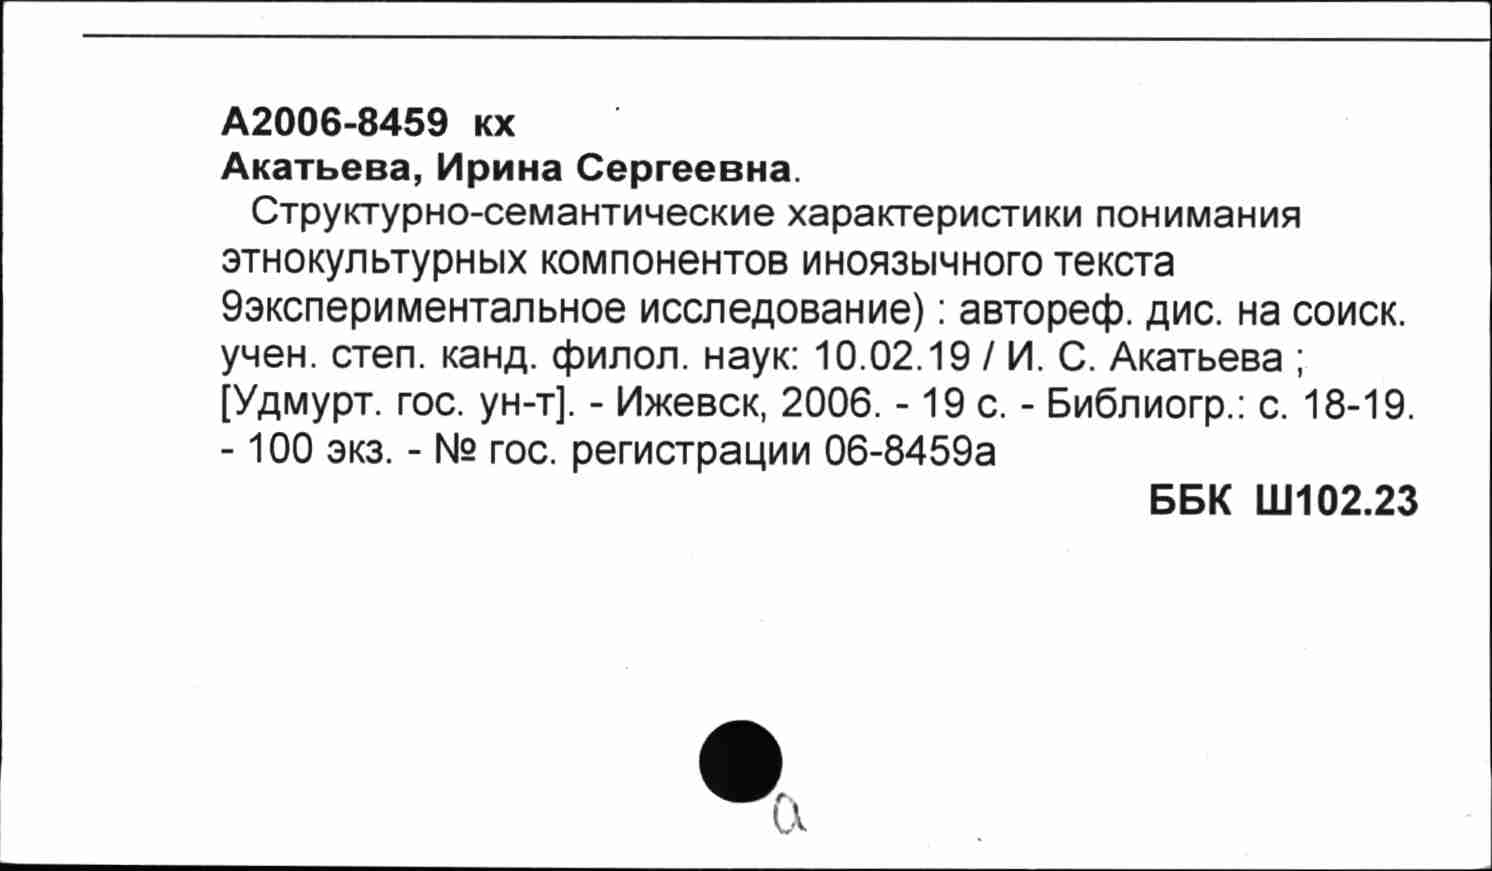 А2006-8459 кх
Акатьева, Ирина Сергеевна.
Структурно-семантические характеристики понимания
этнокультурных компонентов иноязычного текста
9экспериментальное исследование) : автореф. дис. на соиск.
учен. степ. канд. филол. наук: 10.02.19 / И. С. Акатьева ;
[Удмурт. гос. ун-т]. - Ижевск, 2006. - 19 с. - Библиогр.: с. 18-19.
- 100 экз. - № гос. регистрации 06-8459а
ББК Ш102.23
а